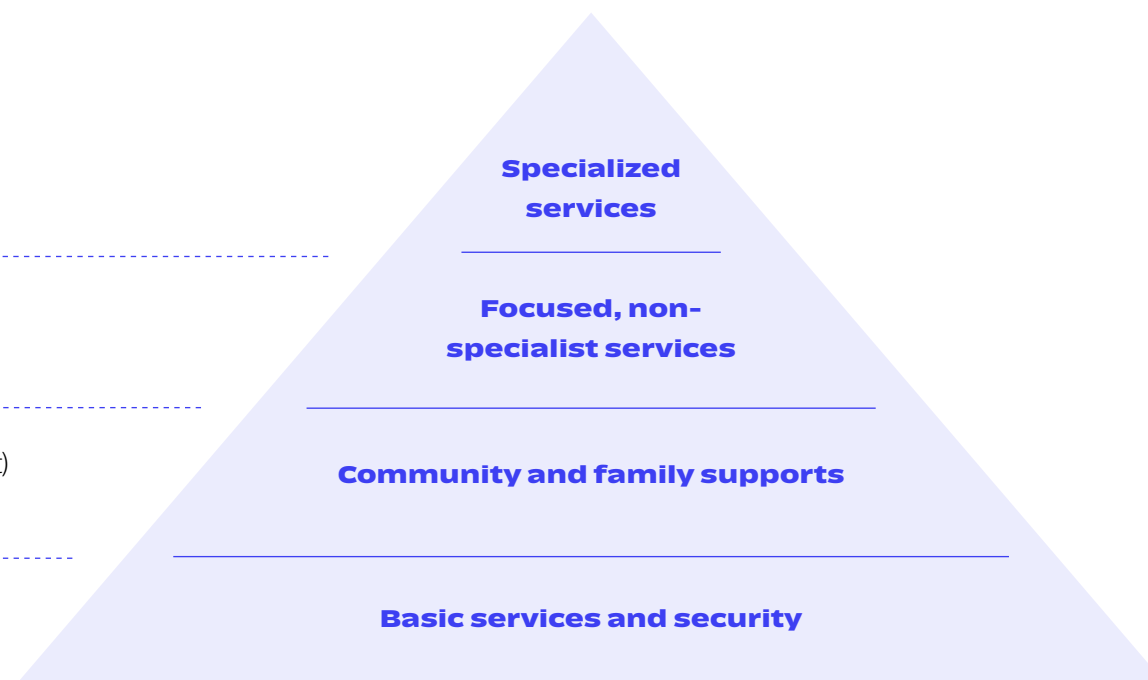 Specialized
services
Focused, non-
specialist services
Community and family supports
Basic services and security